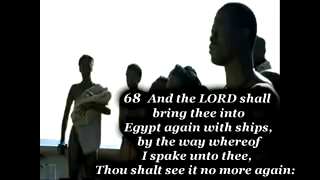 68 And the LORD shall
bring thee into
Egypt again with ships,
by the way whereof
I spake unto thee,
Thou shalt see it no more again: